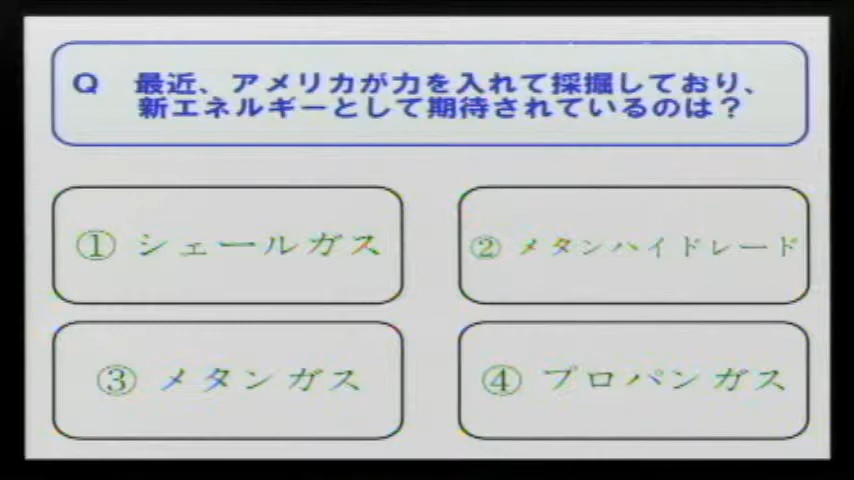 Q 最近、アメリカが力を入れて採掘しており、
新エネルギーとして期待されているのは？
① シェールガス
② メタンハイドレード
③ メタンガス
④ プロパンガス